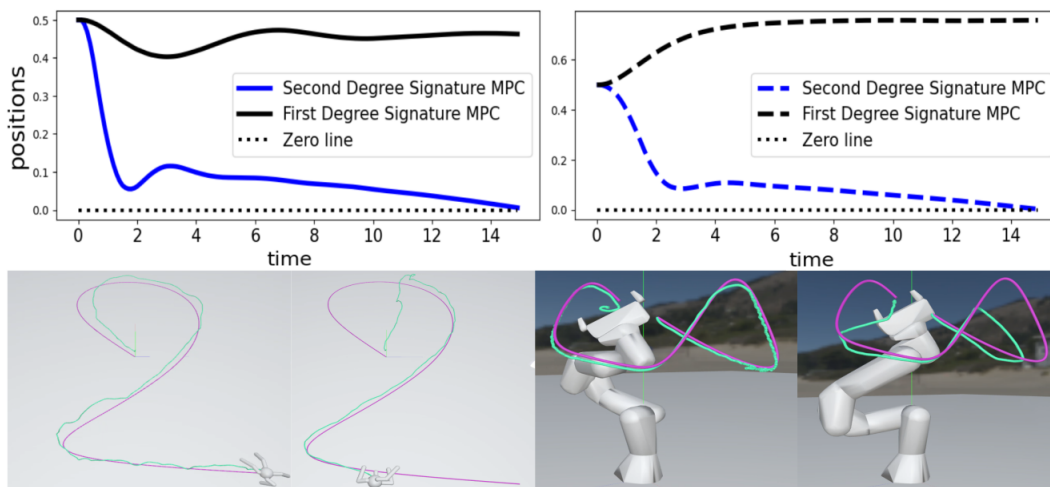 0.5
0.4
0.3
0.2
0.1
0.0
positions
Second Degree Signature MPC
First Degree Signature MPC
Zero line
0 2 4 6 8 10 12 14
time
0.6
0.4
0.2
0.0
Second Degree Signature MPC
First Degree Signature MPC
Zero line
0 2 4 6 8 10 12 14
time